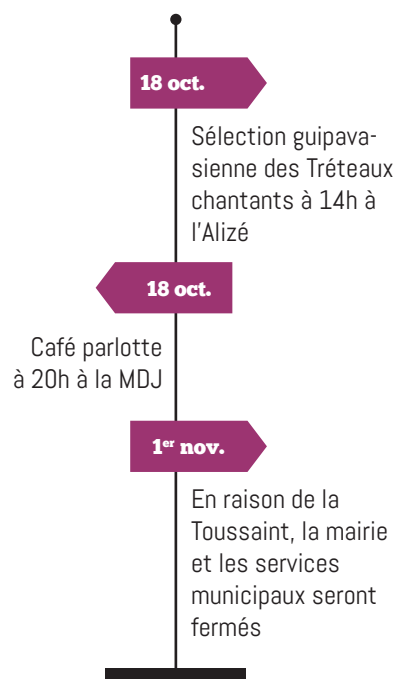 18 oct.
Sélection guipava-
sienne des Tréteaux
chantants à 14h à
l'Alizé
18 oct.
Café parlotte
à 20h à la MDJ
1er nov.
En raison de la
Toussaint, la mairie
et les services
municipaux seront
fermés